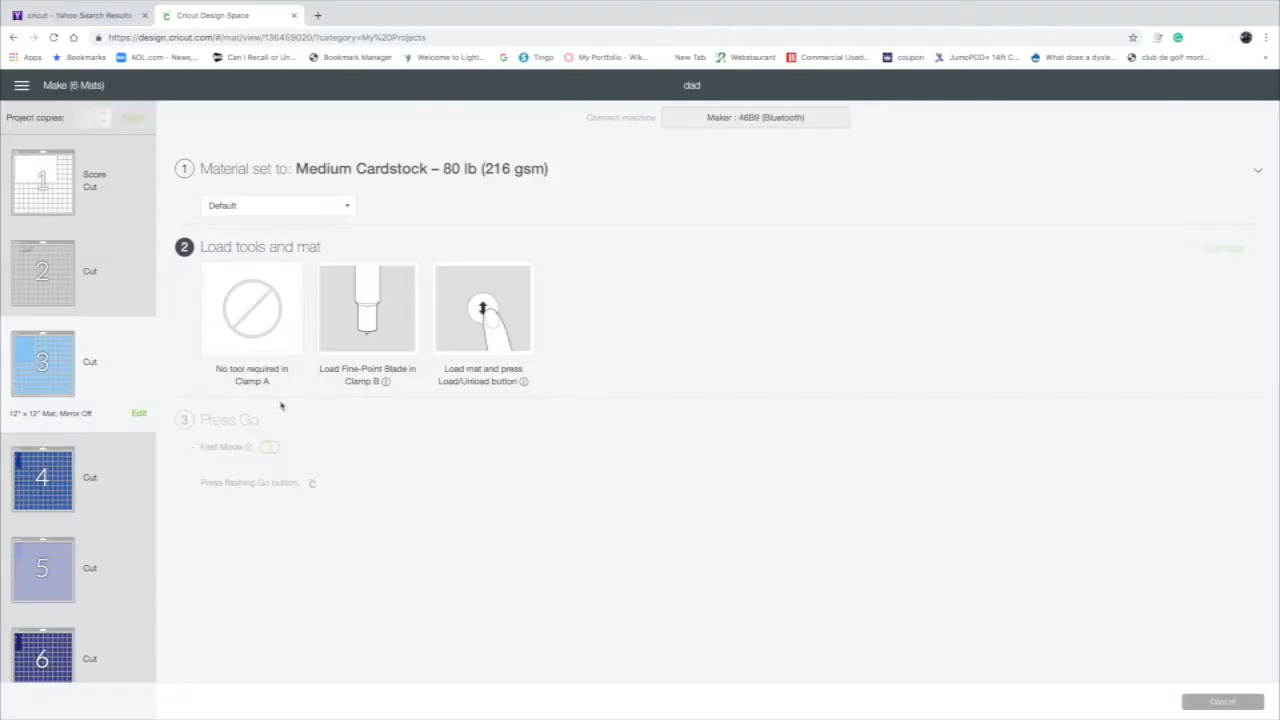 cricut - Yahoo Search Results
Cricut Design Space
https://design.cricut.com/#/mat/view/136459020/?category=My%20Projects
Apps
Bookmarks
AOL.com - News,...
Can I Recall or Un...
Bookmark Manager
Welcome to Light...
Tingo
My Portfolio - Wik...
New Tab
Webstaurant
Commercial Used...
coupon
JumpPOD« 14ft C...
What does a dysle...
club de golf mont...
»
Make (6 Mats)
dad
Project copies:
Connect machine
Maker : 46B9 (Bluetooth)
1 Material set to: Medium Cardstock – 80 lb (216 gsm)
Default
2 Load tools and mat
No tool required in
Clamp A
Load Fine-Point Blade in
Clamp B
Load mat and press
Load/Unload button
3 Press Go
- Fast Mode
Press flashing Go button.
1
Score
Cut
2
Cut
3
Cut
12" x 12" Mat; Mirror Off
Edit
4
Cut
5
Cut
6
Cut
Cancel